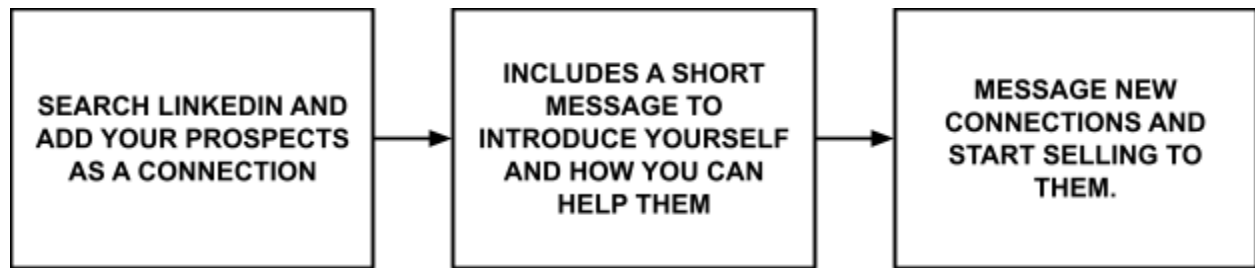 SEARCH LINKEDIN AND
ADD YOUR PROSPECTS
AS A CONNECTION
INCLUDES A SHORT
MESSAGE TO
INTRODUCE YOURSELF
AND HOW YOU CAN
HELP THEM
MESSAGE NEW
CONNECTIONS AND
START SELLING TO
THEM.